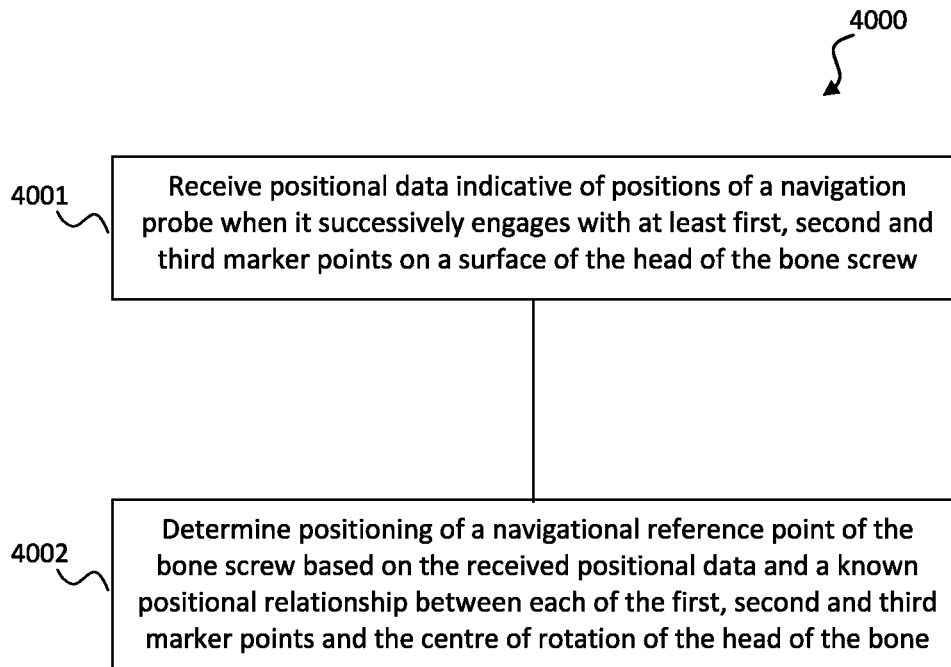 4000
4001
Receive positional data indicative of positions of a navigation
probe when it successively engages with at least first, second and
third marker points on a surface of the head of the bone screw
4002
Determine positioning of a navigational reference point of the
bone screw based on the received positional data and a known
positional relationship between each of the first, second and third
marker points and the centre of rotation of the head of the bone